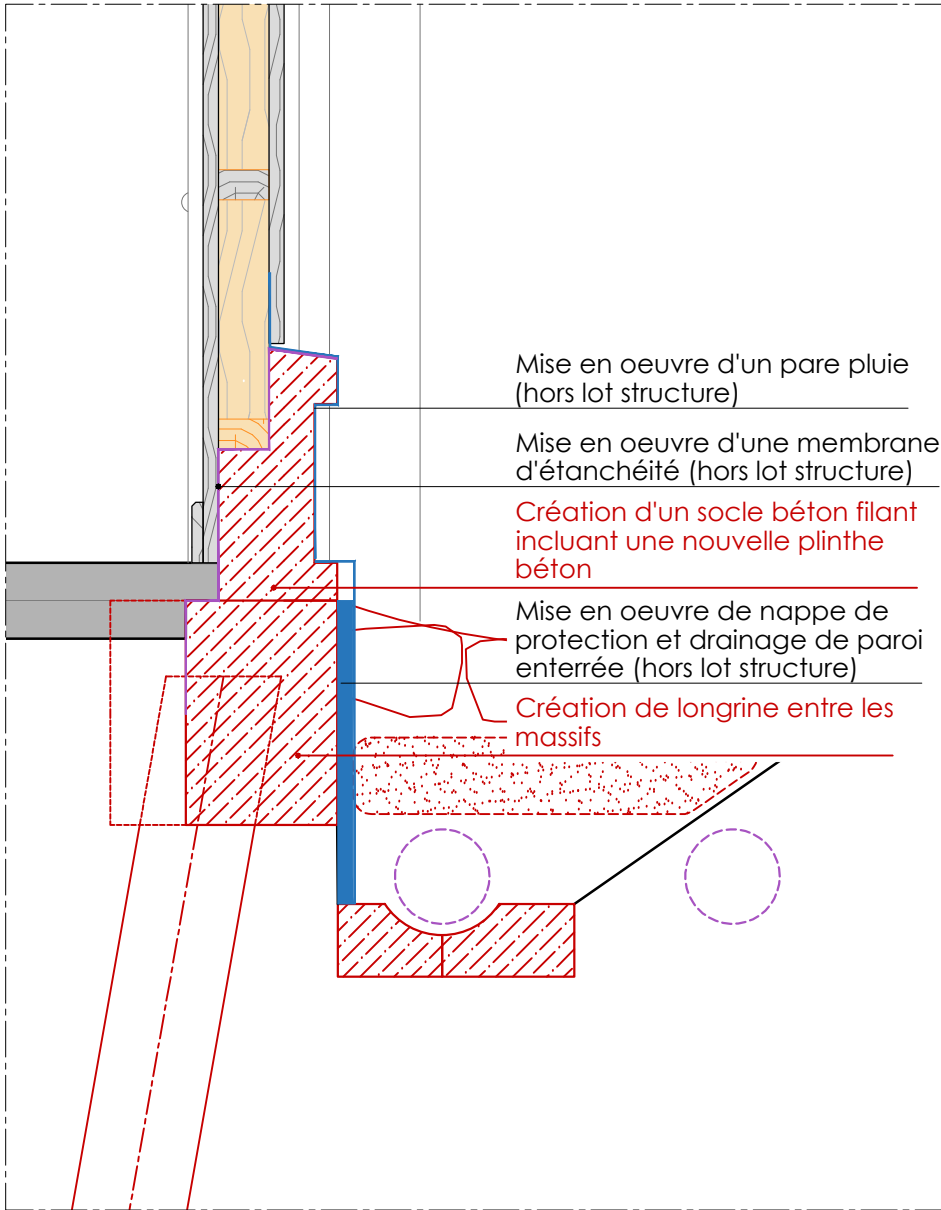 Mise en oeuvre d'un pare pluie
(hors lot structure)
Mise en oeuvre d'une membrane
d'étanchéité (hors lot structure)
Création d'un socle béton filant
incluant une nouvelle plinthe
béton
Mise en oeuvre de nappe de
protection et drainage de paroi
enterrée (hors lot structure)
Création de longrine entre les
massifs